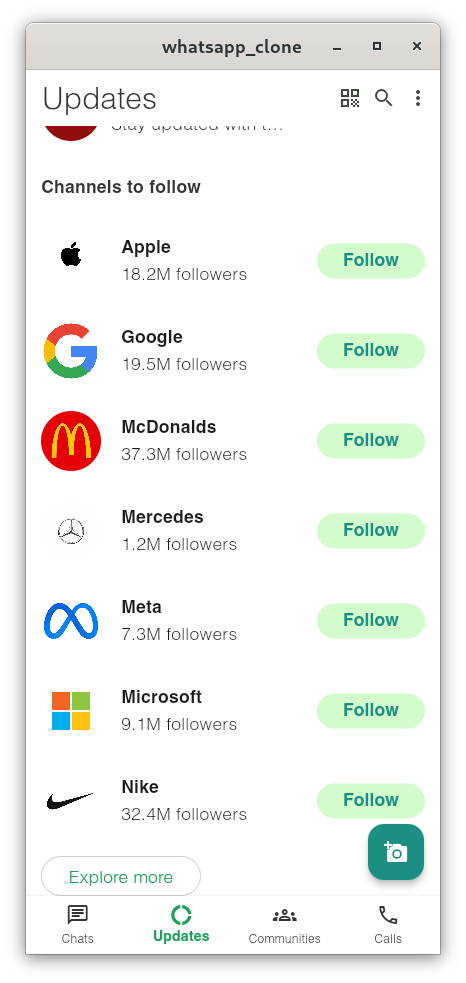 whatsapp_clone
Updates
Stay updated with t...
Channels to follow
Apple
18.2M followers
Follow
Google
19.5M followers
Follow
McDonalds
37.3M followers
Follow
Mercedes
1.2M followers
Follow
Meta
7.3M followers
Follow
Microsoft
9.1M followers
Follow
Nike
32.4M followers
Follow
Explore more
Chats
Updates
Communities
Calls